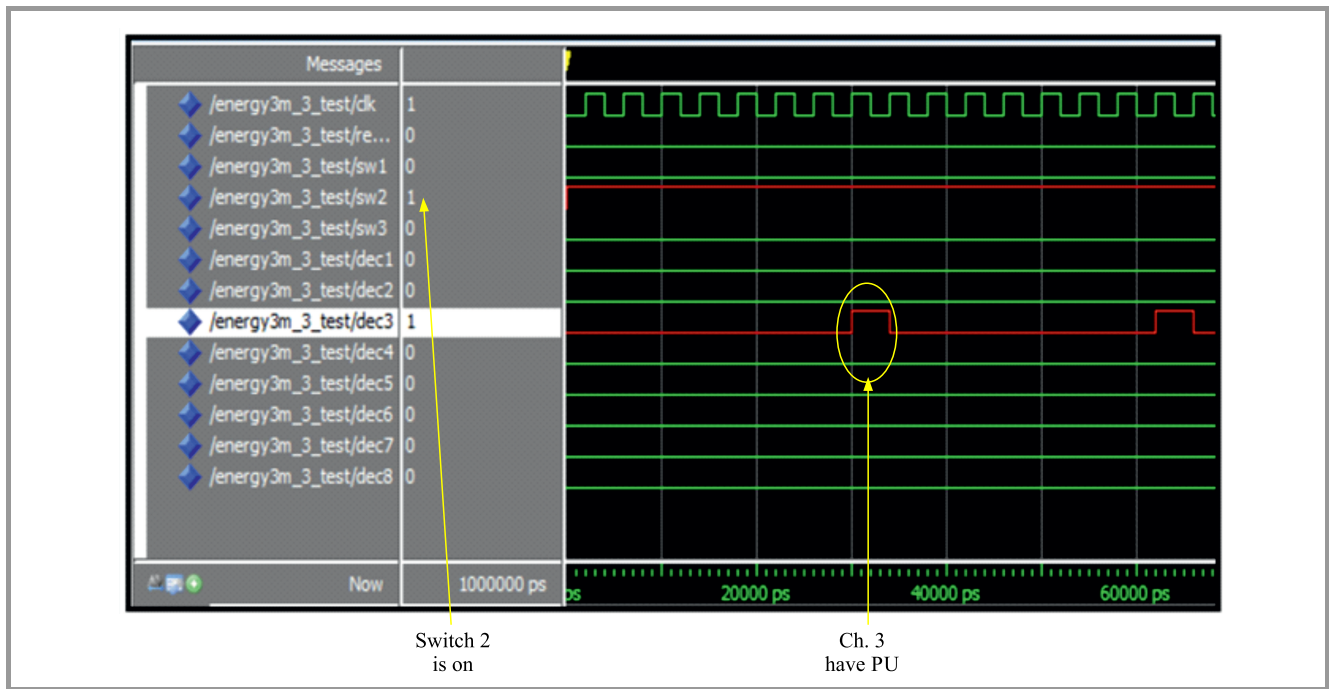 Messages
/energy3m_3_test/clk 1
/energy3m_3_test/re... 0
/energy3m_3_test/sw1 0
/energy3m_3_test/sw2 1
/energy3m_3_test/sw3 0
/energy3m_3_test/dec1 0
/energy3m_3_test/dec2 0
/energy3m_3_test/dec3 1
/energy3m_3_test/dec4 0
/energy3m_3_test/dec5 0
/energy3m_3_test/dec6 0
/energy3m_3_test/dec7 0
/energy3m_3_test/dec8 0
Now 1000000 ps ps 20000 ps 40000 ps 60000 ps
Switch 2
is on
Ch. 3
have PU